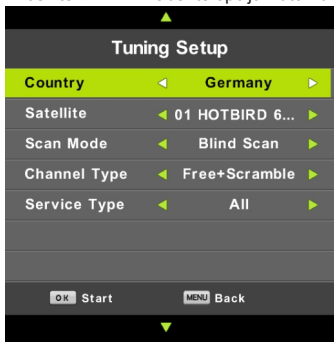 Tuning Setup
Country Germany
Satellite 01 HOTBIRD 6...
Scan Mode Blind Scan
Channel Type Free+Scramble
Service Type All
OK Start MENU Back